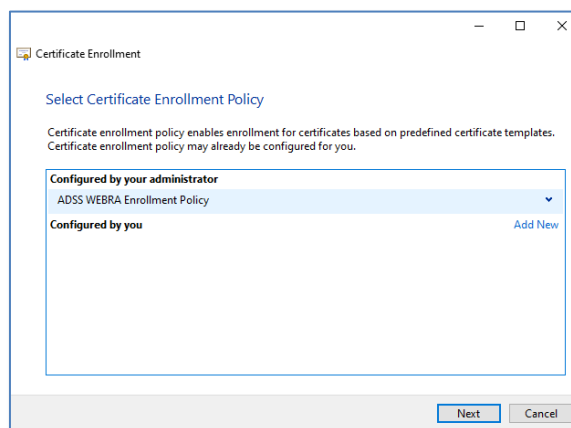 Certificate Enrollment
Select Certificate Enrollment Policy
Certificate enrollment policy enables enrollment for certificates based on predefined certificate templates.
Certificate enrollment policy may already be configured for you.
Configured by your administrator
ADSS WEBRA Enrollment Policy
Configured by you Add New
Next Cancel